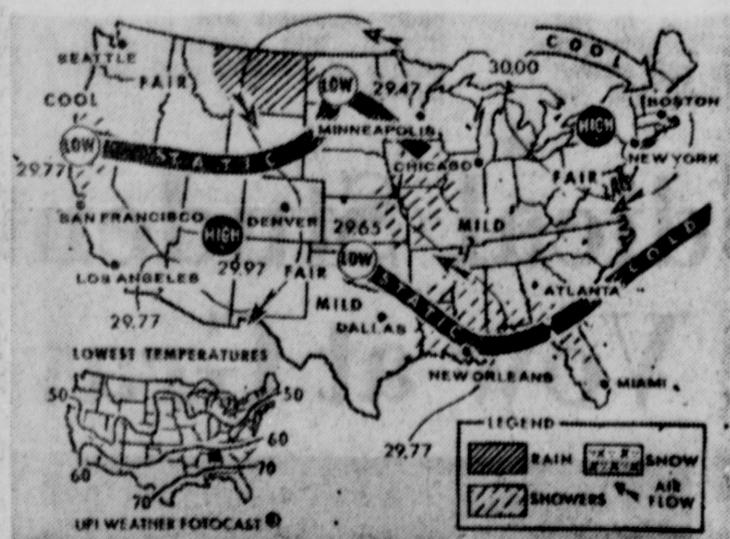 COOL
SEATTLE
FAIR
30.00
LOW
29.47
COOL
BOSTON
HIGH
MINNEAPOLIS
LOW
STATIC
NEW YORK
29.77
CHICAGO
FAIR
SAN FRANCISCO
DENVER
29.65
MILD
HIGH
COLD
LOW
LOS ANGELES
29.97
FAIR
STATIC
ATLANTA
MILD
29.77
DALLAS
LOWEST TEMPERATURES
NEW ORLEANS
MIAMI
50
50
60
60
70
70
29.77
LEGEND
RAIN
SNOW
SHOWERS
AIR
FLOW
UPI WEATHER FOTOCAST ®